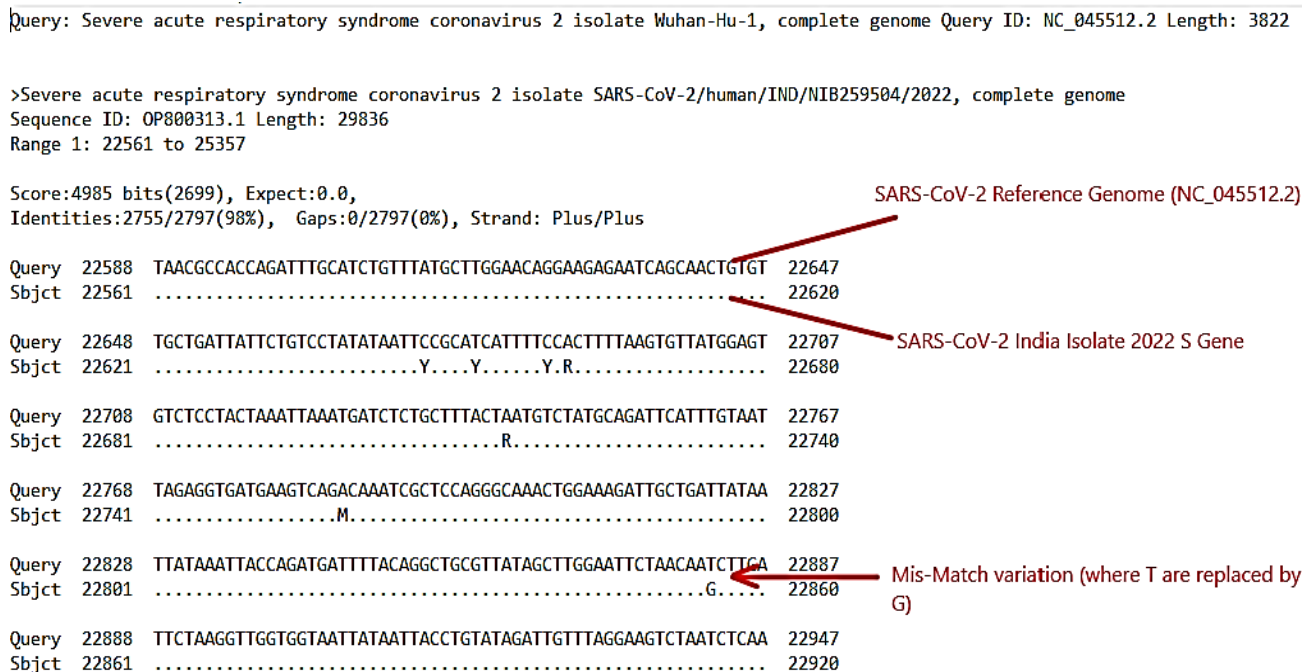 Query: Severe acute respiratory syndrome coronavirus 2 isolate Wuhan-Hu-1, complete genome Query ID: NC_045512.2 Length: 3822
>Severe acute respiratory syndrome coronavirus 2 isolate SARS-CoV-2/human/IND/NIB259504/2022, complete genome
Sequence ID: OP800313.1 Length: 29836
Range 1: 22561 to 25357
Score:4985 bits(2699), Expect:0.0,
SARS-CoV-2 Reference Genome (NC_045512.2)
Identities:2755/2797(98%), Gaps:0/2797(0%), Strand: Plus/Plus
Query 22588 TAACGCCACCAGATTTGCATCTGTTTATGCTTGGAACAGGAAGAGAATCAGCAACTGTGT 22647
Sbjct 22561 ............................................................ 22620
Query 22648 TGCTGATTATTCTGTCCTATATAATTCCGCATCATTTTCCACTTTTAAGTGTTATGGAGT 22707
SARS-CoV-2 India Isolate 2022 S Gene
Sbjct 22621 ..........................Y....Y......Y.R................... 22680
Query 22708 GTCTCCTACTAAATTAAATGATCTCTGCTTTACTAATGTCTATGCAGATTCATTTGTAAT 22767
Sbjct 22681 ..................................R......................... 22740
Query 22768 TAGAGGTGATGAAGTCAGACAAATCGCTCCAGGGCAAACTGGAAAGATTGCTGATTATAA 22827
Sbjct 22741 ..................M......................................... 22800
Query 22828 TTATAAATTACCAGATGATTTTACAGGCTGCGTTATAGCTTGGAATTCTAACAATCTTGA 22887
Mis-Match variation (where T are replaced by
Sbjct 22801 ......................................................G..... 22860
G)
Query 22888 TTCTAAGGTTGGTGGTAATTATAATTACCTGTATAGATTGTTTAGGAAGTCTAATCTCAA 22947
Sbjct 22861 ............................................................ 22920